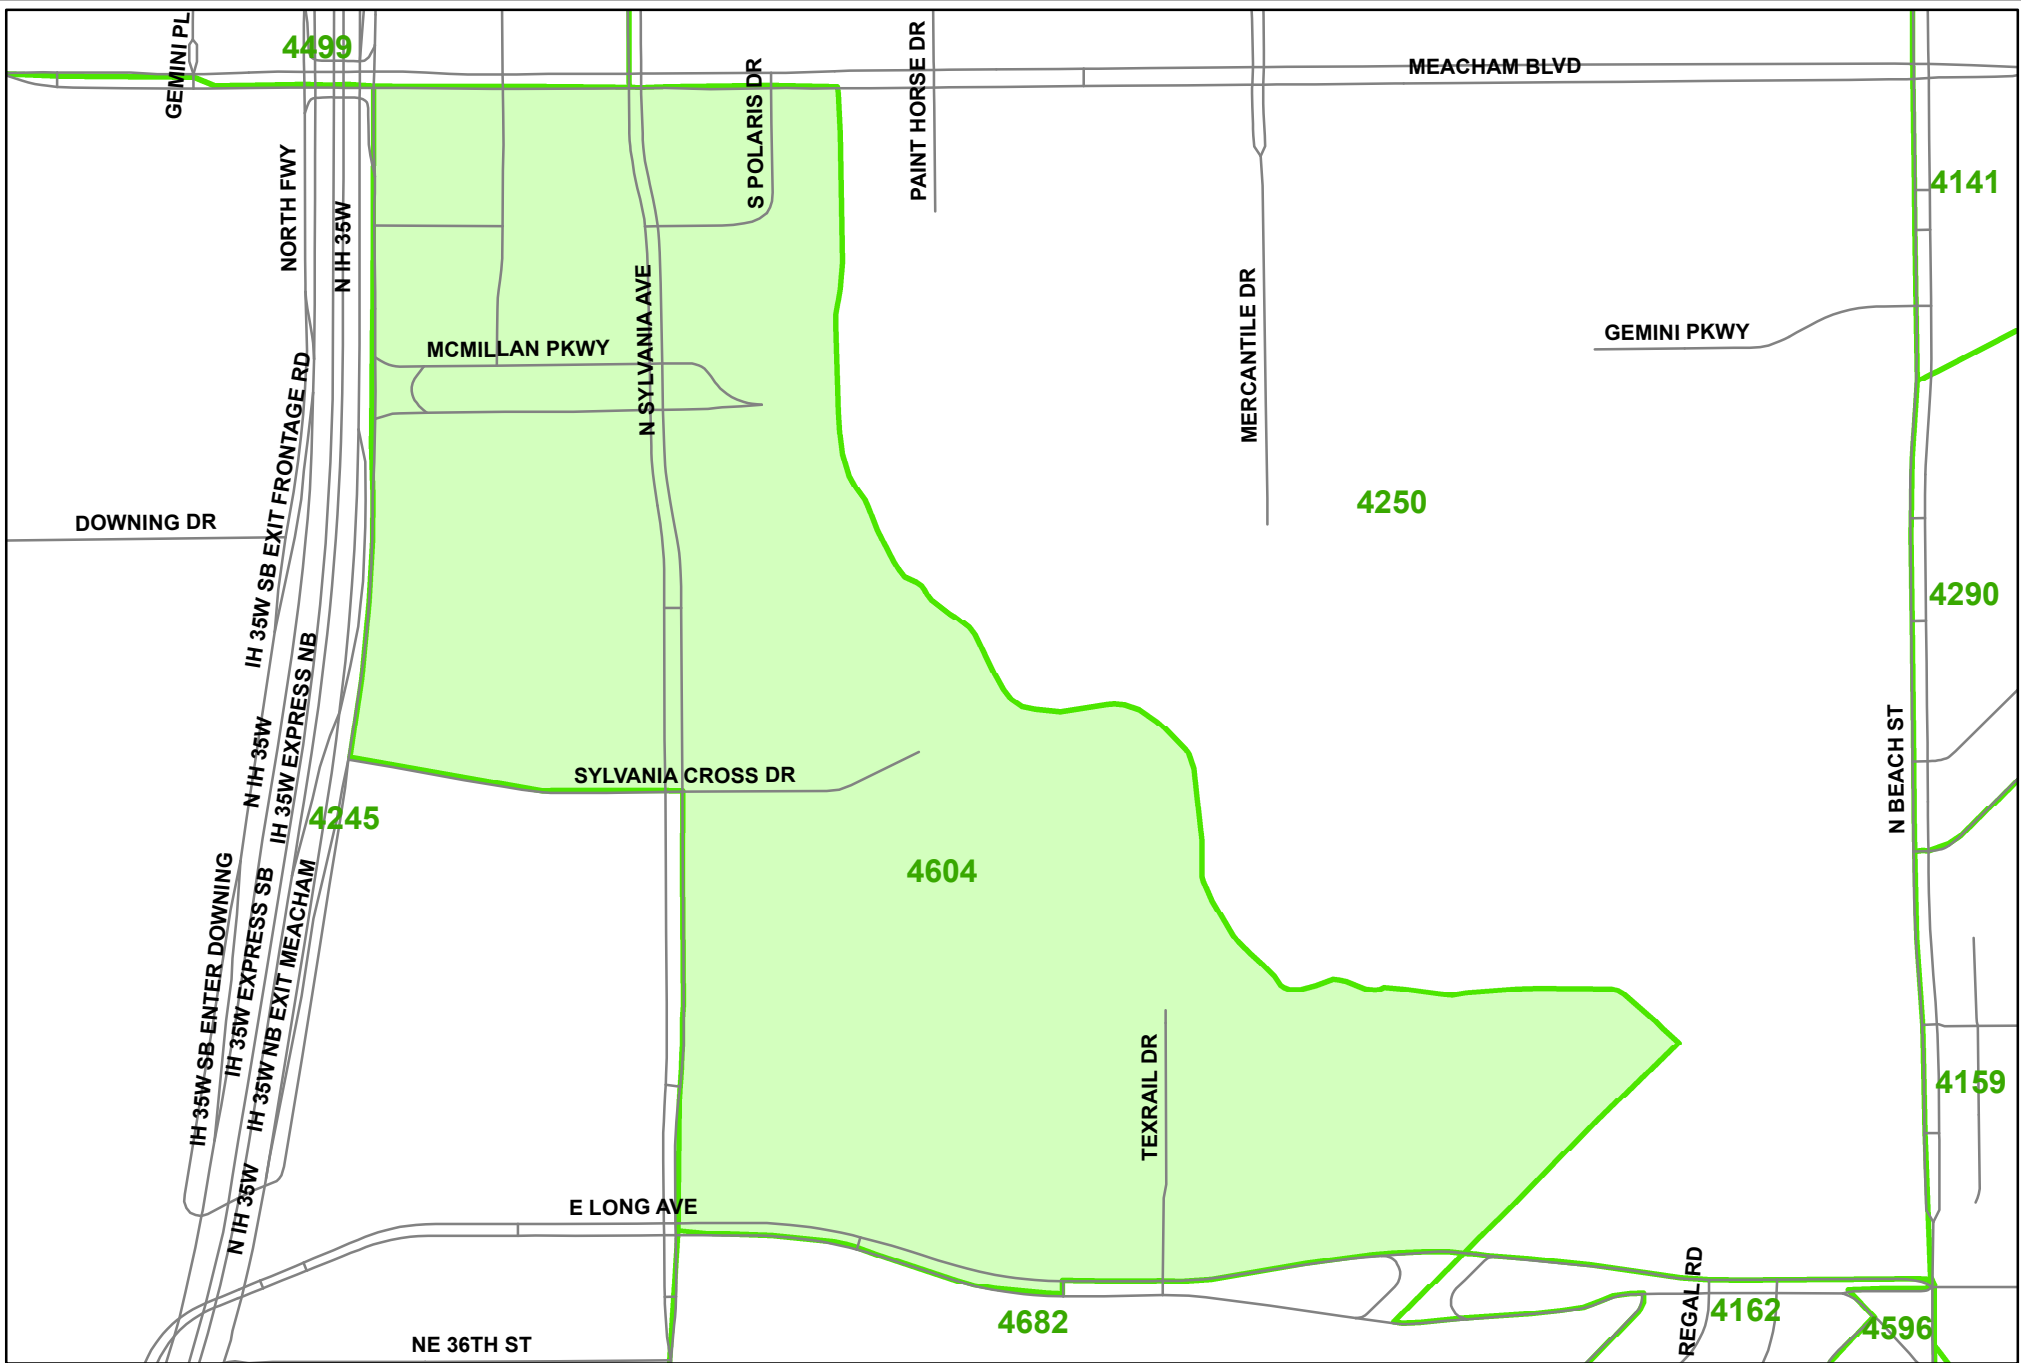 4499
GEMINI PL
MEACHAM BLVD
S POLARIS DR
PAINT HORSE DR
NORTH FWY
N IH 35W
4141
N SYLVANIA AVE
MERCANTILE DR
GEMINI PKWY
MCMILLAN PKWY
IH 35W SB EXIT FRONTAGE RD
4250
DOWNING DR
4290
IH 35W EXPRESS NB
N IH 35W
N BEACH ST
SYLVANIA CROSS DR
4245
4604
IH 35W SB ENTER DOWNING
IH 35W EXPRESS SB
IH 35W NB EXIT MEACHAM
TEXRAIL DR
4159
N IH 35W
E LONG AVE
REGAL RD
4162
4682
4596
NE 36TH ST